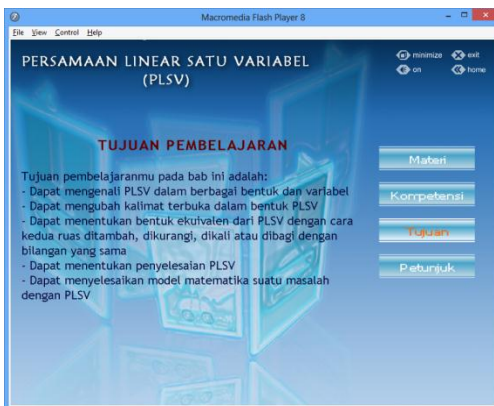 Macromedia Flash Player 8
File View Control Help
PERSAMAAN LINEAR SATU VARIABEL
(PLSV)
minimize exit
on home
TUJUAN PEMBELAJARAN
Tujuan pembelajaranmu pada bab ini adalah:
- Dapat mengenali PLSV dalam berbagai bentuk dan variabel
- Dapat mengubah kalimat terbuka dalam bentuk PLSV
- Dapat menentukan bentuk ekuivalen dari PLSV dengan cara
kedua ruas ditambah, dikurangi, dikali atau dibagi dengan
bilangan yang sama
- Dapat menentukan penyelesaian PLSV
- Dapat menyelesaikan model matematika suatu masalah
dengan PLSV
Materi
Kompetensi
Tujuan
Petunjuk